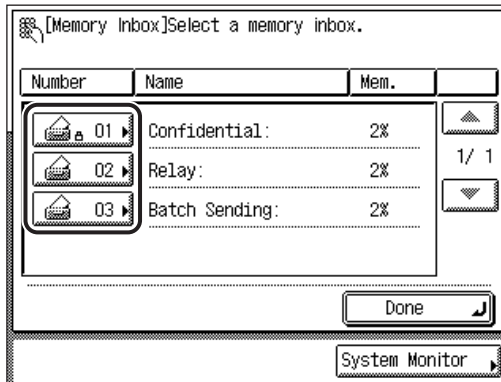 [Memory Inbox]Select a memory inbox.
Number Name Mem.
01 Confidential: 2%
02 Relay: 2%
03 Batch Sending: 2%
1/ 1
Done
System Monitor